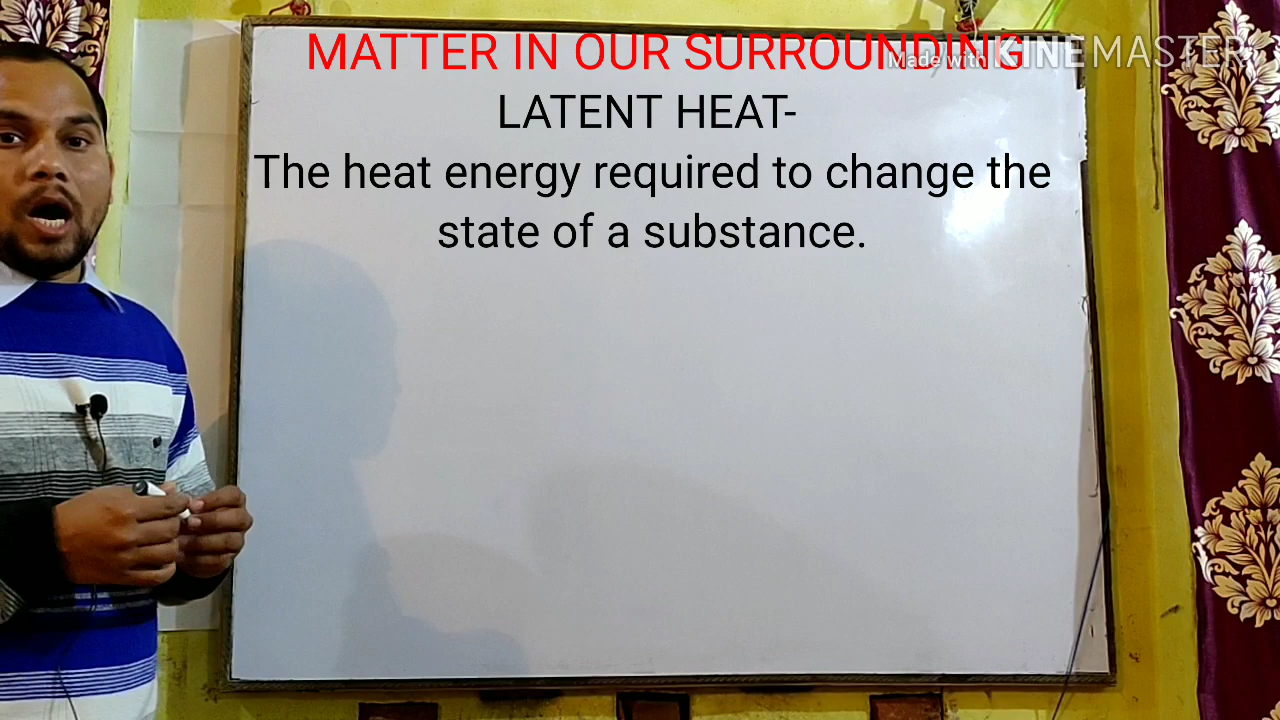 MATTER IN OUR SURROUNDING
Made with KINEMASTER
LATENT HEAT-
The heat energy required to change the
state of a substance.